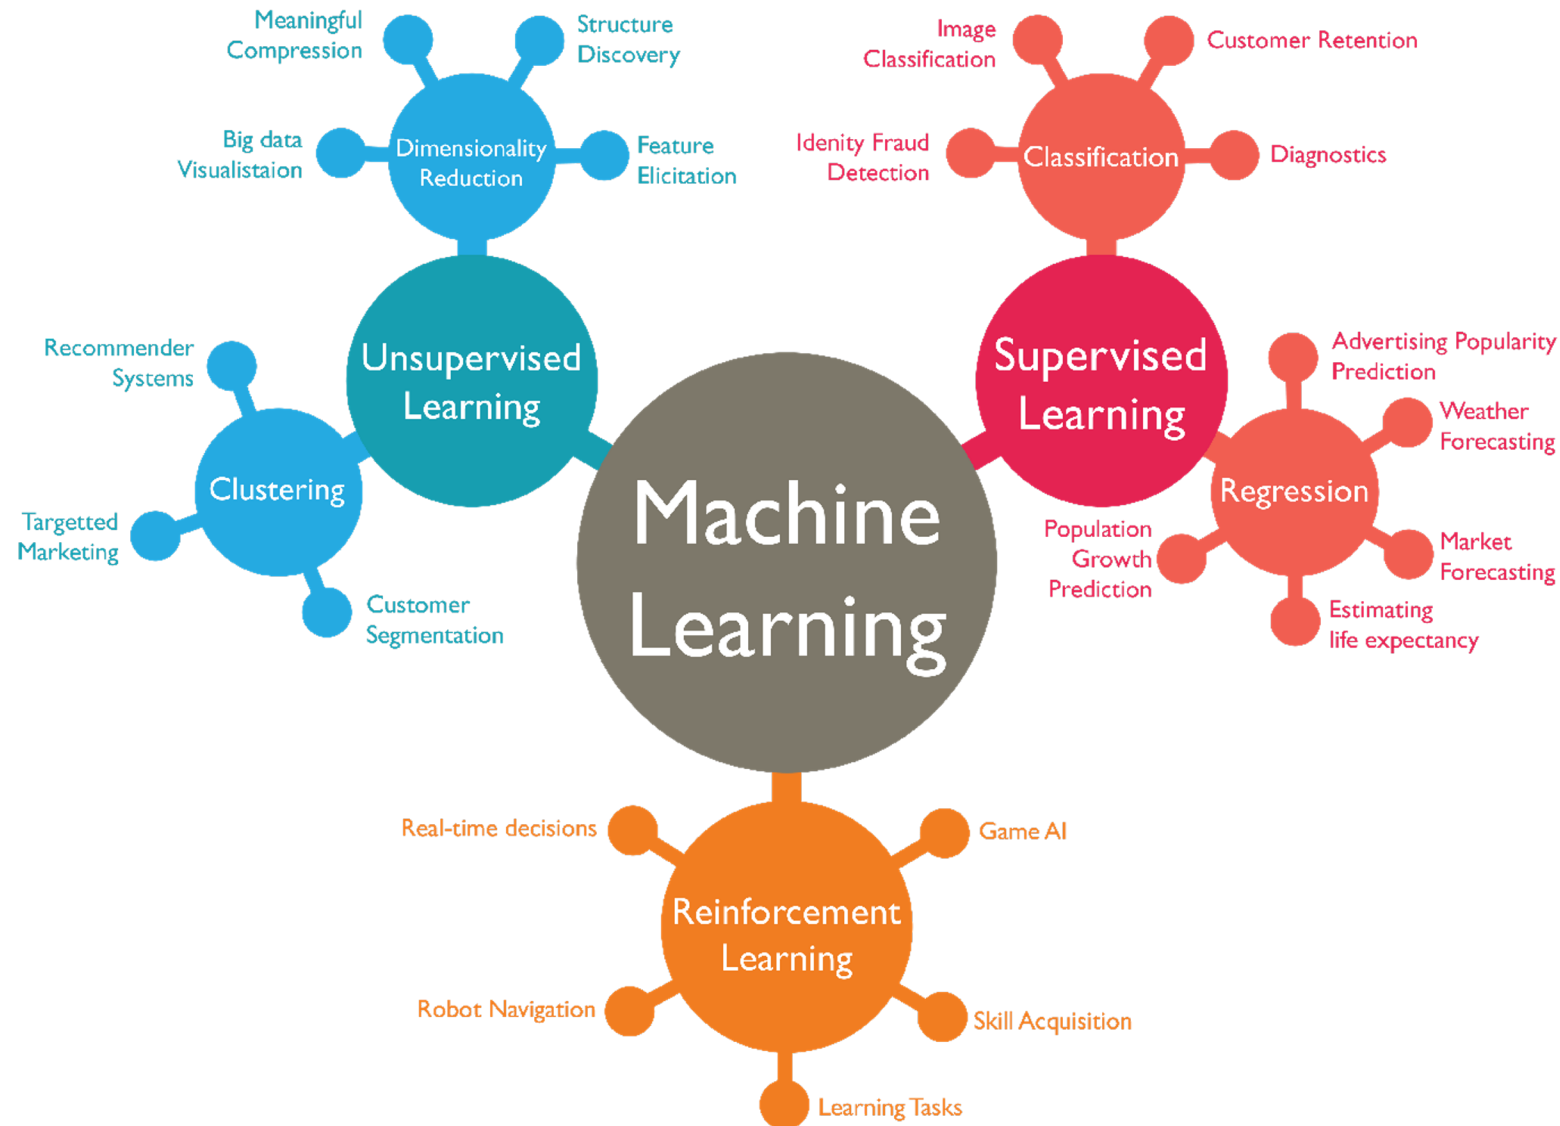 Meaningful
Compression
Structure
Discovery
Big data
Visualistaion
Dimensionality
Reduction
Feature
Elicitation
Image
Classification
Customer Retention
Idenity Fraud
Detection
Classification
Diagnostics
Unsupervised
Learning
Recommender
Systems
Clustering
Targetted
Marketing
Customer
Segmentation
Machine
Learning
Supervised
Learning
Advertising Popularity
Prediction
Weather
Forecasting
Regression
Population
Growth
Prediction
Market
Forecasting
Estimating
life expectancy
Real-time decisions
Game AI
Reinforcement
Learning
Robot Navigation
Skill Acquisition
Learning Tasks